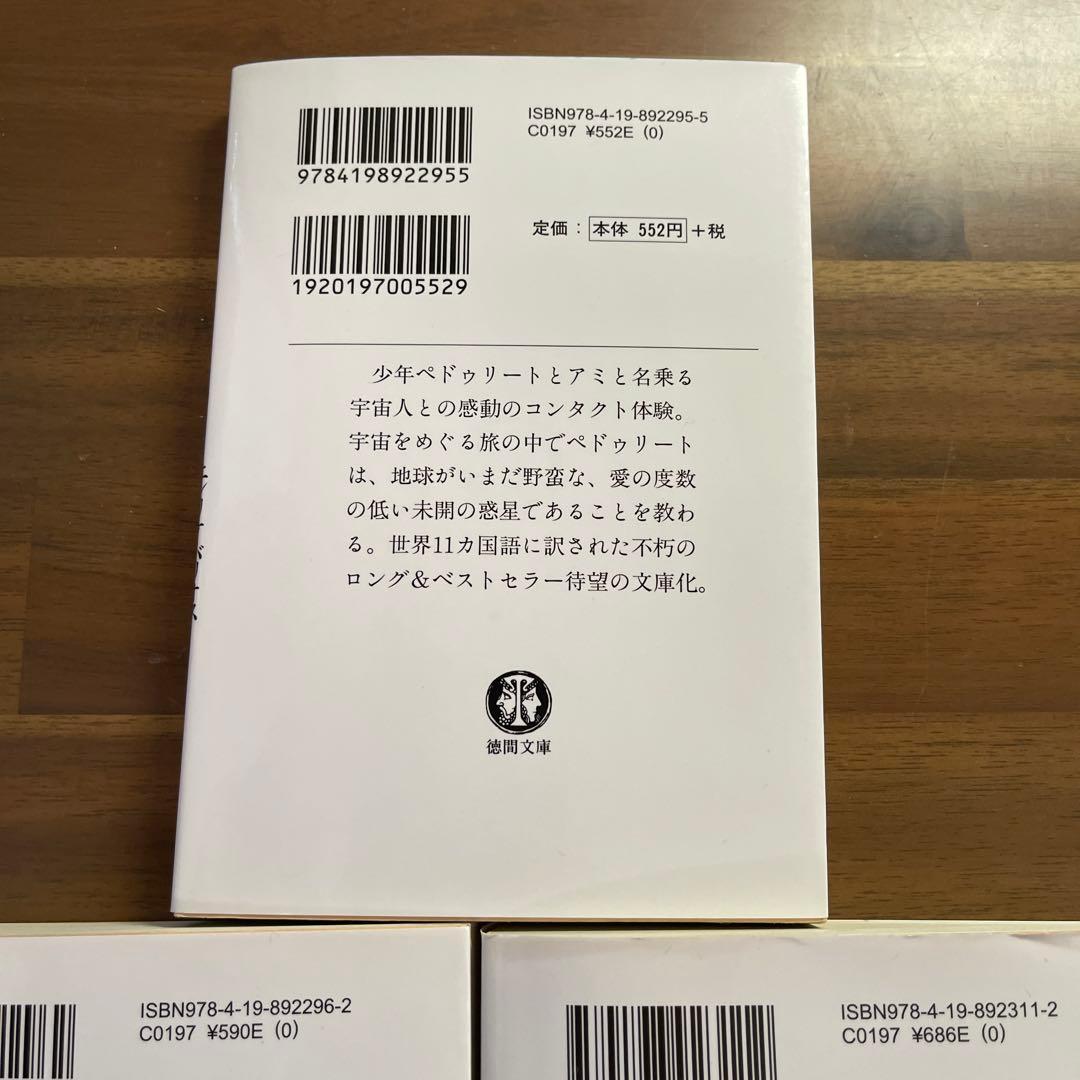 ISBN978-4-19-892295-5
C0197 ¥552E (0)
9784198922955
定価：本体 552円＋税
1920197005529
少年ペドゥリートとアミと名乗る
宇宙人との感動のコンタクト体験。
宇宙をめぐる旅の中でペドゥリート
は、地球がいまだ野蛮な、愛の度数
の低い未開の惑星であることを教わ
る。世界11カ国語に訳された不朽の
ロング＆ベストセラー待望の文庫化。
徳間文庫
ISBN978-4-19-892296-2
C0197 ¥590E (0)
ISBN978-4-19-892311-2
C0197 ¥686E (0)